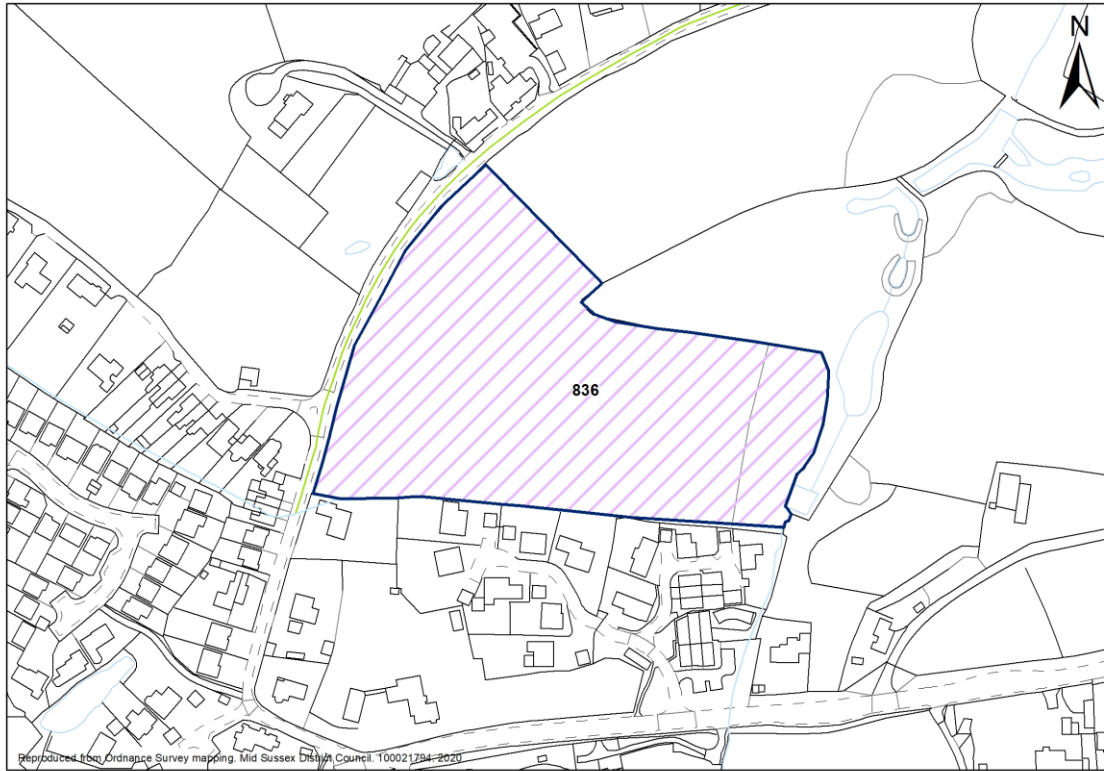 N
836
Reproduced from Ordnance Survey mapping. Mid Sussex District Council. 100021794. 2020